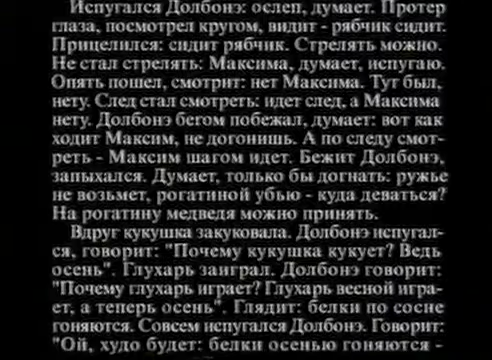 Испугался Долбонэ: ослеп, думает. Протер
глаза, посмотрел кругом, видит - рябчик сидит.
Прицелился: сидит рябчик. Стрелять можно.
Не стал стрелять: Максима, думает, испугаю.
Опять пошел, смотрит: нет Максима. Тут был,
нету. След стал смотреть: идет след, а Максима
нету. Долбонэ бегом побежал, думает: вот как
ходит Максим, не догонишь. А по следу смот-
реть - Максим шагом идет. Бежит Долбонэ,
запыхался. Думает, только бы догнать: ружье
не возьмет, рогатиной убью - куда деваться?
На рогатину медведя можно принять.
Вдруг кукушка закуковала. Долбонэ испугал-
ся, говорит: "Почему кукушка кукует? Ведь
осень". Глухарь заиграл. Долбонэ говорит:
"Почему глухарь играет? Глухарь весной игра-
ет, а теперь осень". Глядит: белки по сосне
гоняются. Совсем испугался Долбонэ. Говорит:
"Ой, худо будет: белки осенью гоняются -